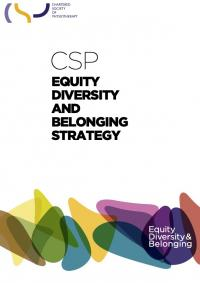 CHARTERED
SOCIETY
OF
PHYSIOTHERAPY
CSP
EQUITY
DIVERSITY
AND
BELONGING
STRATEGY
Equity
Diversity &
Belonging